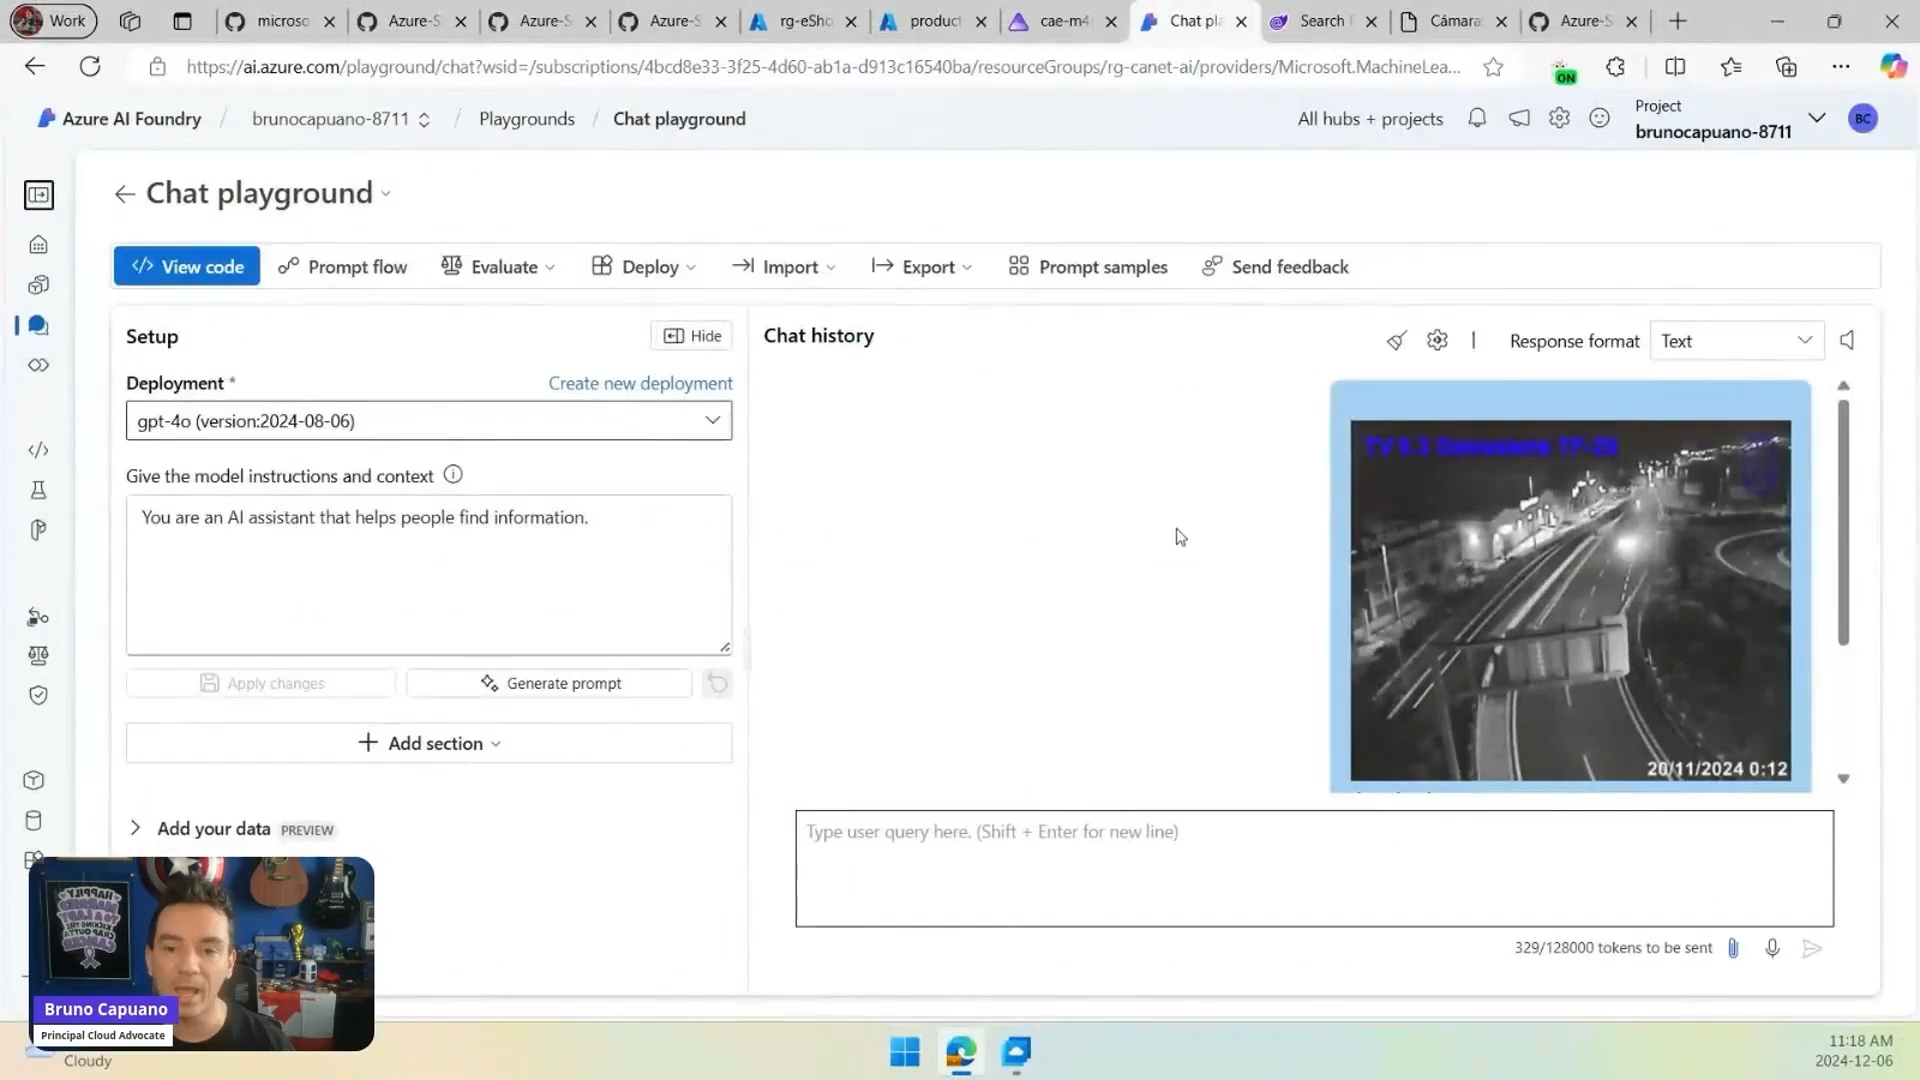 Work
microso
Azure-S
Azure-S
Azure-S
rg-eSho
product
cae-m4
Chat pla
Search
Cámara
Azure-S
https://ai.azure.com/playground/chat?wsid=/subscriptions/4bcd8e33-3f25-4d60-ab1a-d913c16540ba/resourceGroups/rg-canet-ai/providers/Microsoft.MachineLea...
ON
Azure AI Foundry / brunocapuano-8711 / Playgrounds / Chat playground
All hubs + projects
Project
brunocapuano-8711
BC
Chat playground
View code
Prompt flow
Evaluate
Deploy
Import
Export
Prompt samples
Send feedback
Setup
Hide
Chat history
Response format
Text
Deployment *
Create new deployment
gpt-4o (version:2024-08-06)
Give the model instructions and context
You are an AI assistant that helps people find information.
Apply changes
Generate prompt
Add section
Add your data PREVIEW
20/11/2024 0:12
Type user query here. (Shift + Enter for new line)
329/128000 tokens to be sent
Bruno Capuano
Principal Cloud Advocate
Cloudy
11:18 AM
2024-12-06